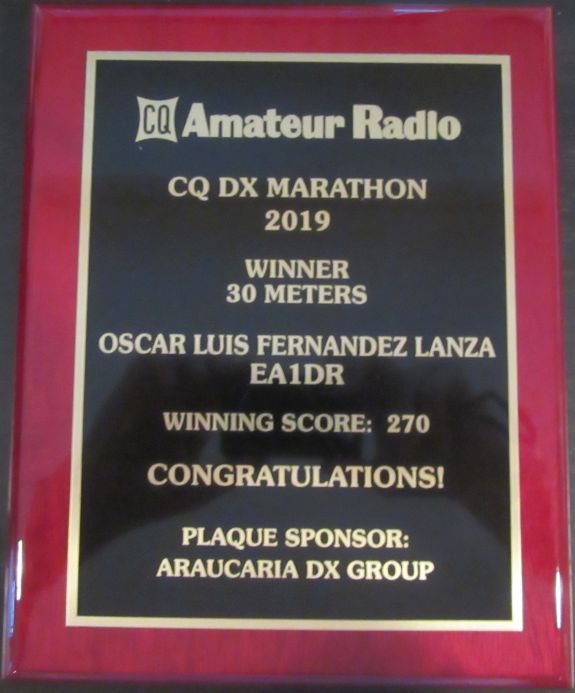 CQ Amateur Radio
CQ DX MARATHON
2019
WINNER
30 METERS
OSCAR LUIS FERNANDEZ LANZA
EA1DR
WINNING SCORE: 270
CONGRATULATIONS!
PLAQUE SPONSOR:
ARAUCARIA DX GROUP